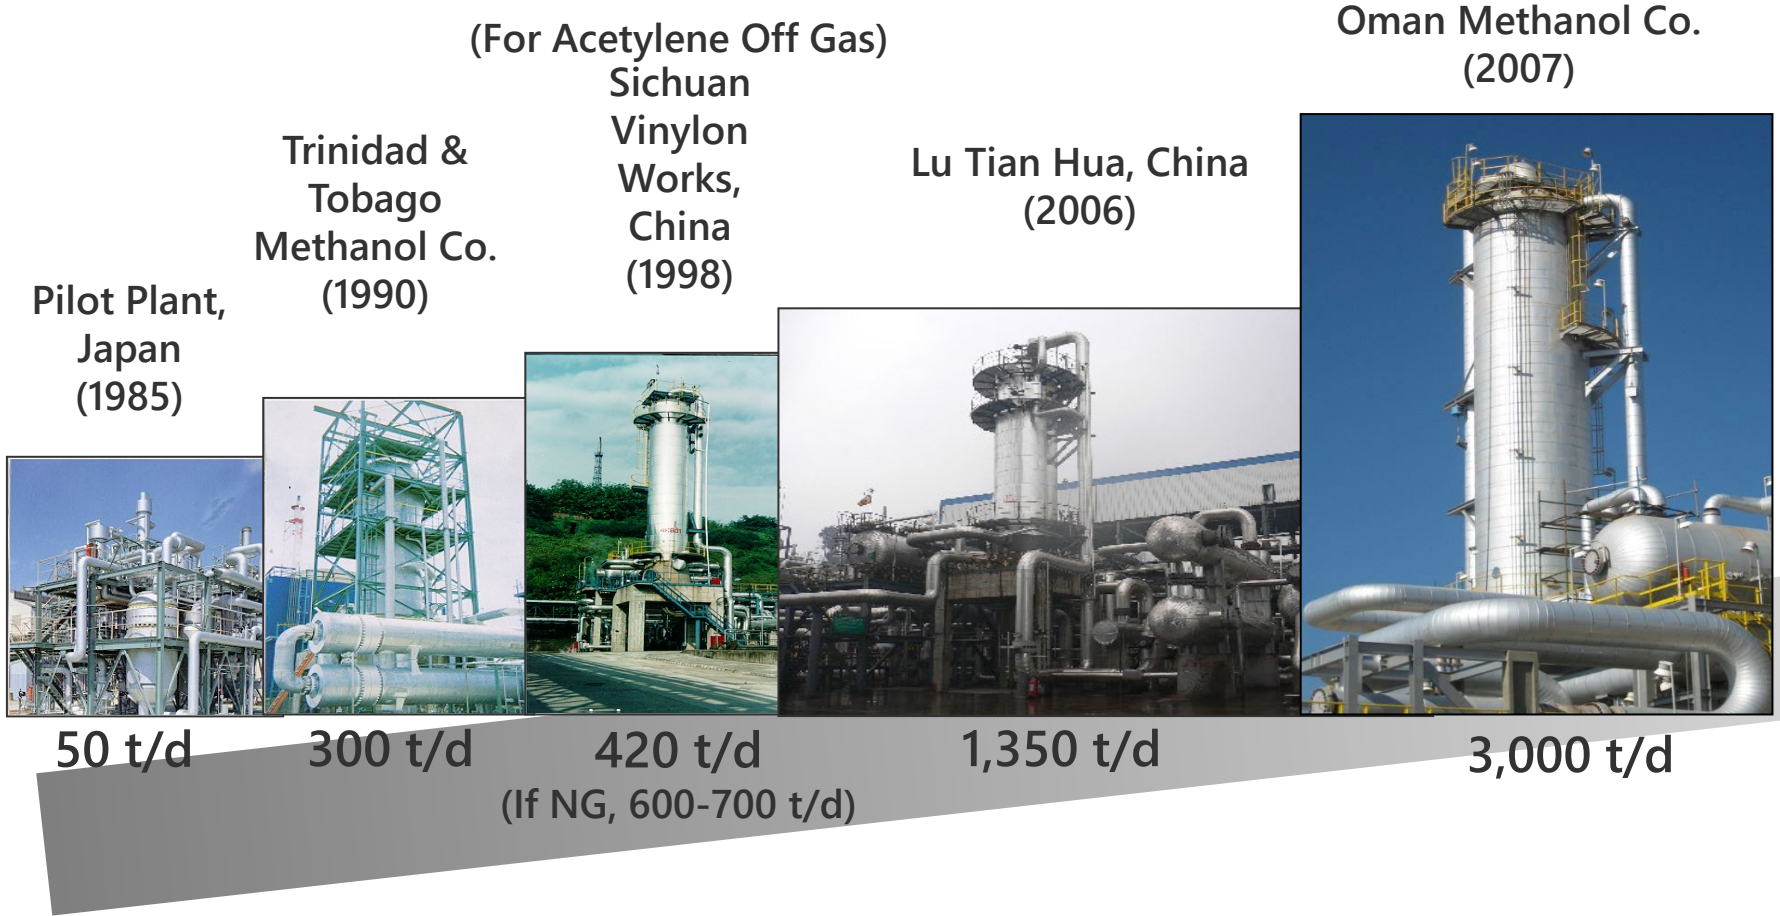 Pilot Plant,
Japan
(1985)
50 t/d
Trinidad &
Tobago
Methanol Co.
(1990)
300 t/d
(For Acetylene Off Gas)
Sichuan
Vinylon
Works,
China
(1998)
420 t/d
(If NG, 600-700 t/d)
Lu Tian Hua, China
(2006)
1,350 t/d
Oman Methanol Co.
(2007)
3,000 t/d